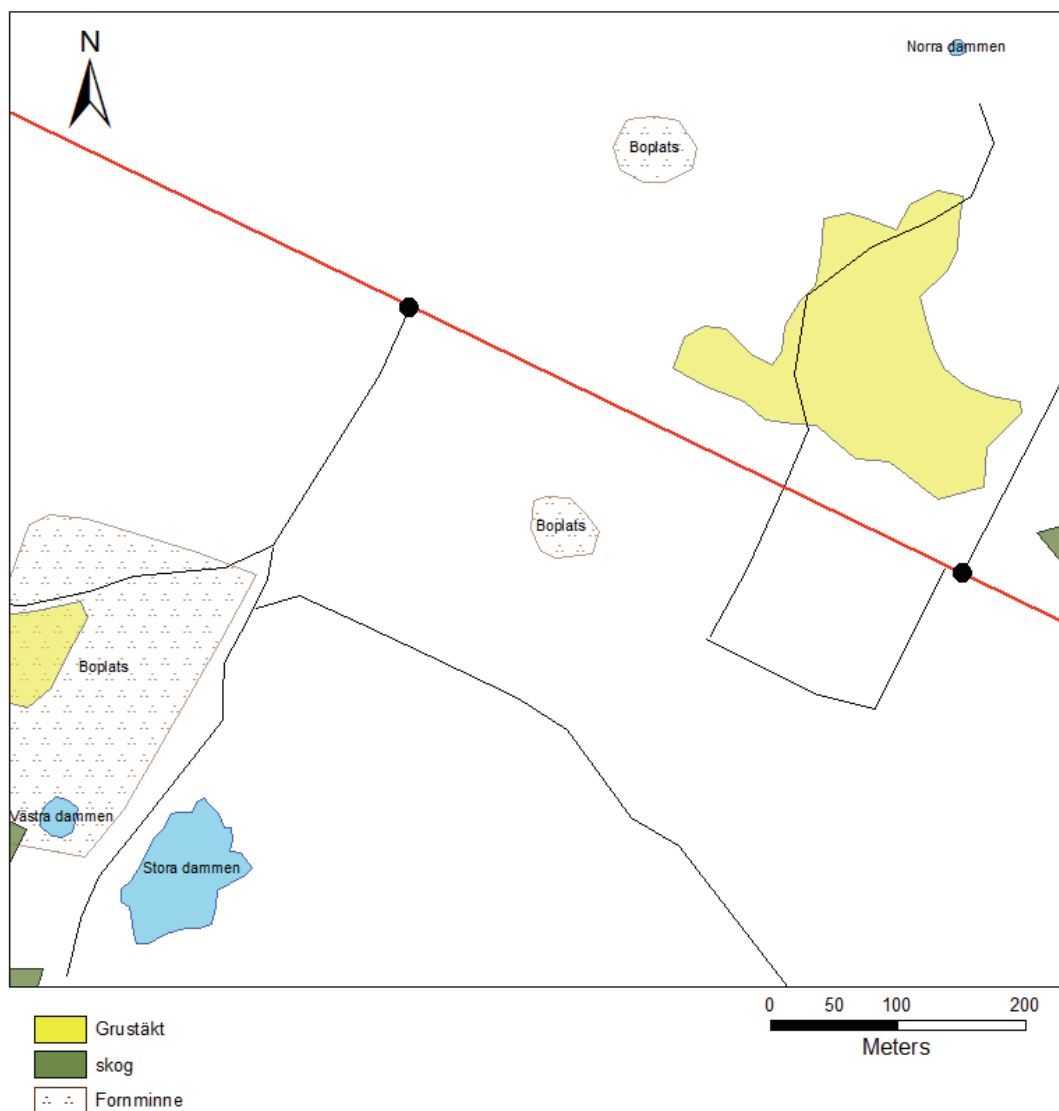 N
Norra dammen
Boplats
Boplats
Boplats
Västra dammen
Stora dammen
0 50 100 200
Meters
Grustäkt
skog
Fornminne